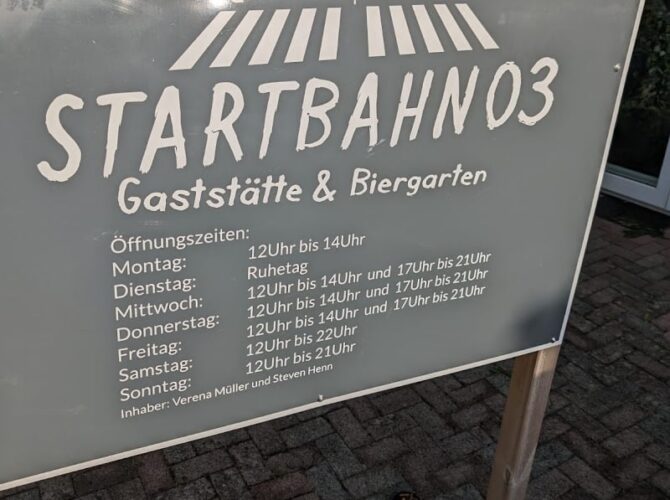 STARTBAHN 03
Gaststätte & Biergarten
Öffnungszeiten:
Montag: 12Uhr bis 14Uhr
Dienstag: Ruhetag
Mittwoch: 12Uhr bis 14Uhr und 17Uhr bis 21Uhr
Donnerstag: 12Uhr bis 14Uhr und 17Uhr bis 21Uhr
Freitag: 12Uhr bis 14Uhr und 17Uhr bis 21Uhr
Samstag: 12Uhr bis 22Uhr
Sonntag: 12Uhr bis 21Uhr
Inhaber: Verena Müller und Steven Henn